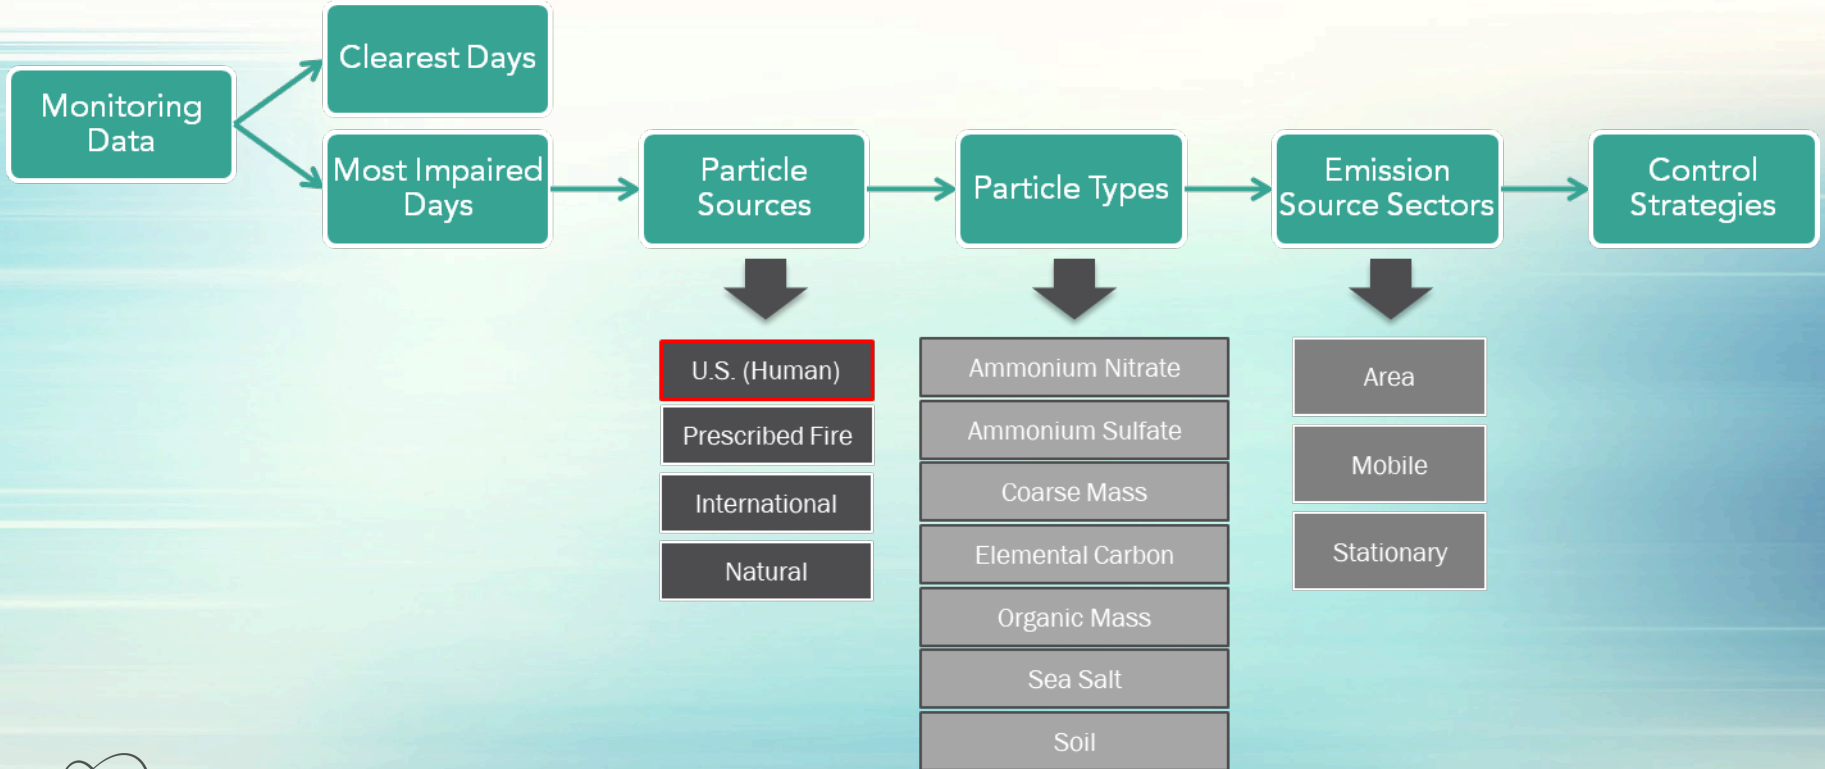 Clearest Days
Monitoring
Data
Most Impaired
Days
Particle
Sources
Particle Types
Emission
Source Sectors
Control
Strategies
U.S. (Human)
Prescribed Fire
International
Natural
Ammonium Nitrate
Ammonium Sulfate
Coarse Mass
Elemental Carbon
Organic Mass
Sea Salt
Soil
Area
Mobile
Stationary